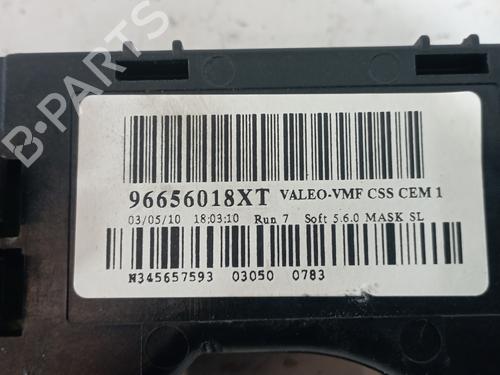 B-PARTS
96656018XT VALEO-VMF CSS CEM 1
03/05/10 18:03:10 Run 7 Soft 5.6.0 MASK SL
N345657593 03050 0783